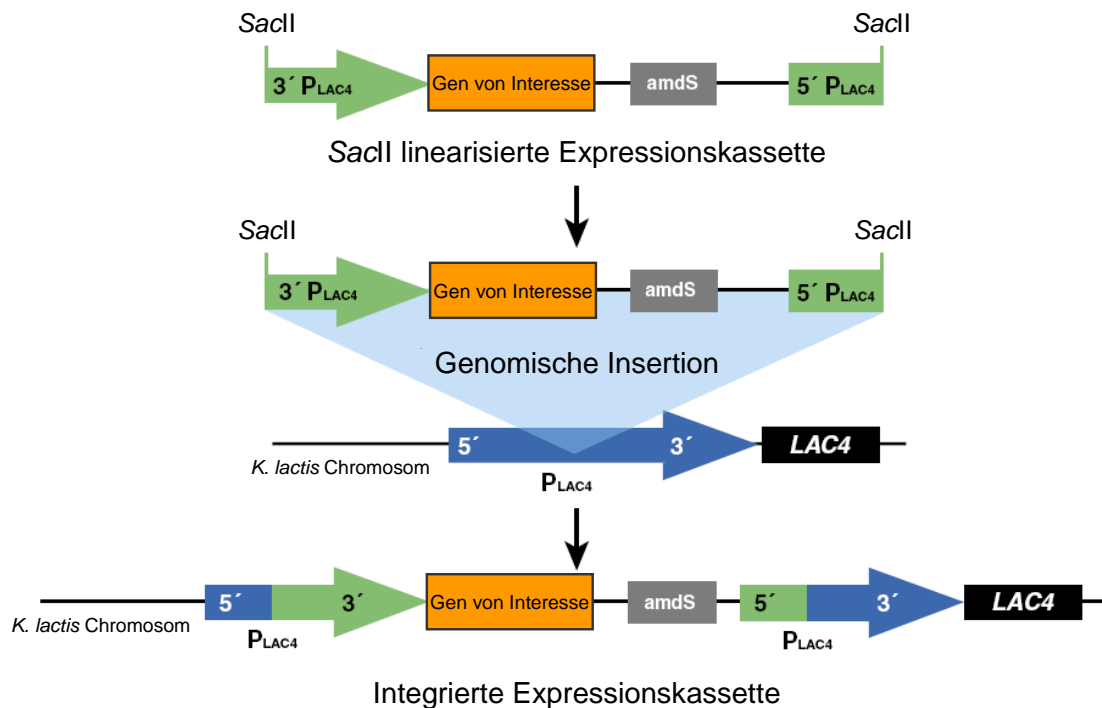 SacII
SacII
3´ PLAC4
Gen von Interesse
amdS
5´ PLAC4
SacII linearisierte Expressionskassette
SacII
SacII
3´ PLAC4
Gen von Interesse
amdS
5´ PLAC4
Genomische Insertion
5´
3´
LAC4
K. lactis Chromosom
PLAC4
5´
3´
Gen von Interesse
amdS
5´
3´
LAC4
K. lactis Chromosom
PLAC4
PLAC4
Integrierte Expressionskassette